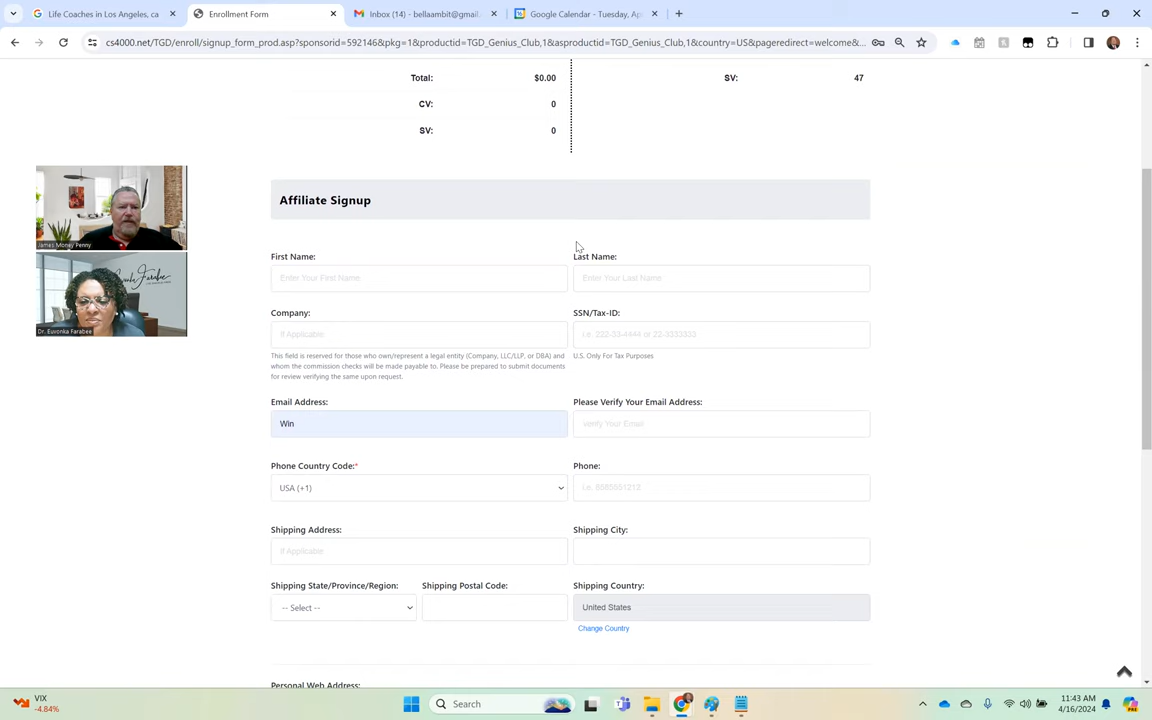 Life Coaches in Los Angeles, ca
Enrollment Form
Inbox (14) - bellaambit@gmail.
Google Calendar - Tuesday, Ap
cs4000.net/TGD/enroll/signup_form_prod.asp?sponsorid=592146&pkg=1&productid=TGD_Genius_Club,1&asproductid=TGD_Genius_Club,1&country=US&pageredirect=welcome&...
Total: $0.00
SV: 47
CV: 0
SV: 0
Affiliate Signup
First Name: Last Name:
Enter Your First Name Enter Your Last Name
Company: SSN/Tax-ID:
If Applicable i.e. 222-33-4444 or 22-3333333
This field is reserved for those who own/represent a legal entity (Company, LLC/LLP, or DBA) and
whom the commission checks will be made payable to. Please be prepared to submit documents
for review verifying the same upon request.
U.S. Only For Tax Purposes
Email Address: Please Verify Your Email Address:
Win verify Your Email
Phone Country Code:* Phone:
USA (+1) i.e. 8585551212
Shipping Address: Shipping City:
If Applicable
Shipping State/Province/Region: Shipping Postal Code: Shipping Country:
-- Select -- United States
Change Country
Personal Web Address:
James Money Penny
Euvonka Farabee
Dr. Euvonka Farabee
VIX
-4.84%
Search
11:43 AM
4/16/2024